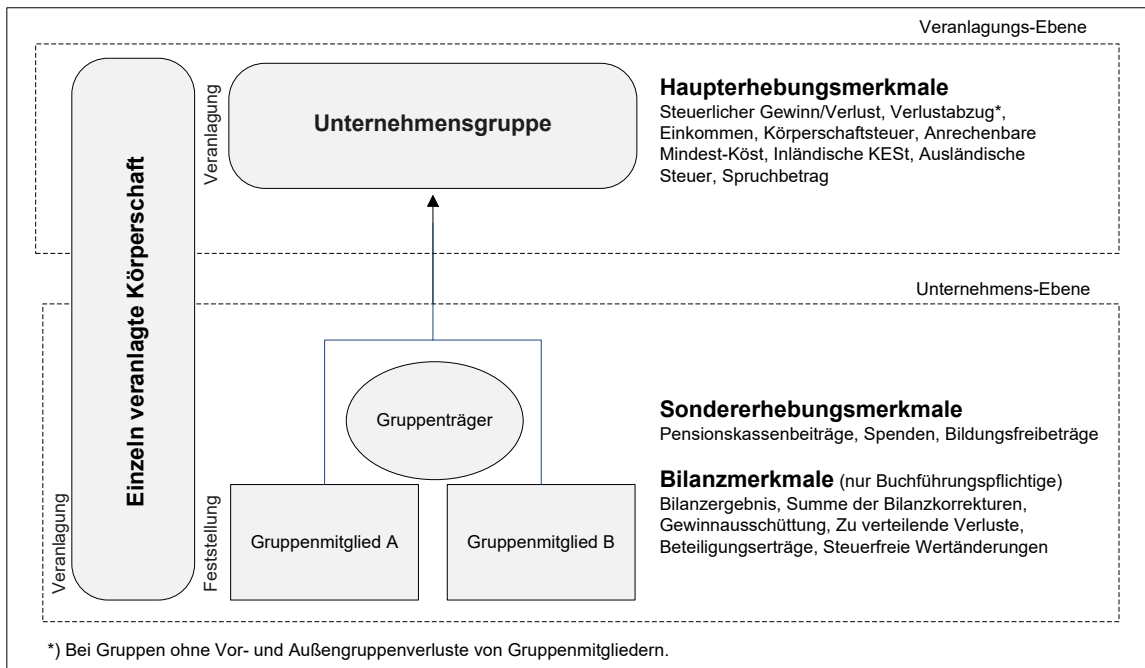 Veranlagungs-Ebene
Einzeln veranlagte Körperschaft
Veranlagung
Unternehmensgruppe
Haupterhebungsmerkmale
Steuerlicher Gewinn/Verlust, Verlustabzug*,
Einkommen, Körperschaftsteuer, Anrechenbare
Mindest-Köst, Inländische KESt, Ausländische
Steuer, Spruchbetrag
Unternehmens-Ebene
Veranlagung
Feststellung
Gruppenträger
Gruppenmitglied A
Gruppenmitglied B
Sondererhebungsmerkmale
Pensionskassenbeiträge, Spenden, Bildungsfreibeträge
Bilanzmerkmale (nur Buchführungspflichtige)
Bilanzergebnis, Summe der Bilanzkorrekturen,
Gewinnausschüttung, Zu verteilende Verluste,
Beteiligungserträge, Steuerfreie Wertänderungen
*) Bei Gruppen ohne Vor- und Außengruppenverluste von Gruppenmitgliedern.